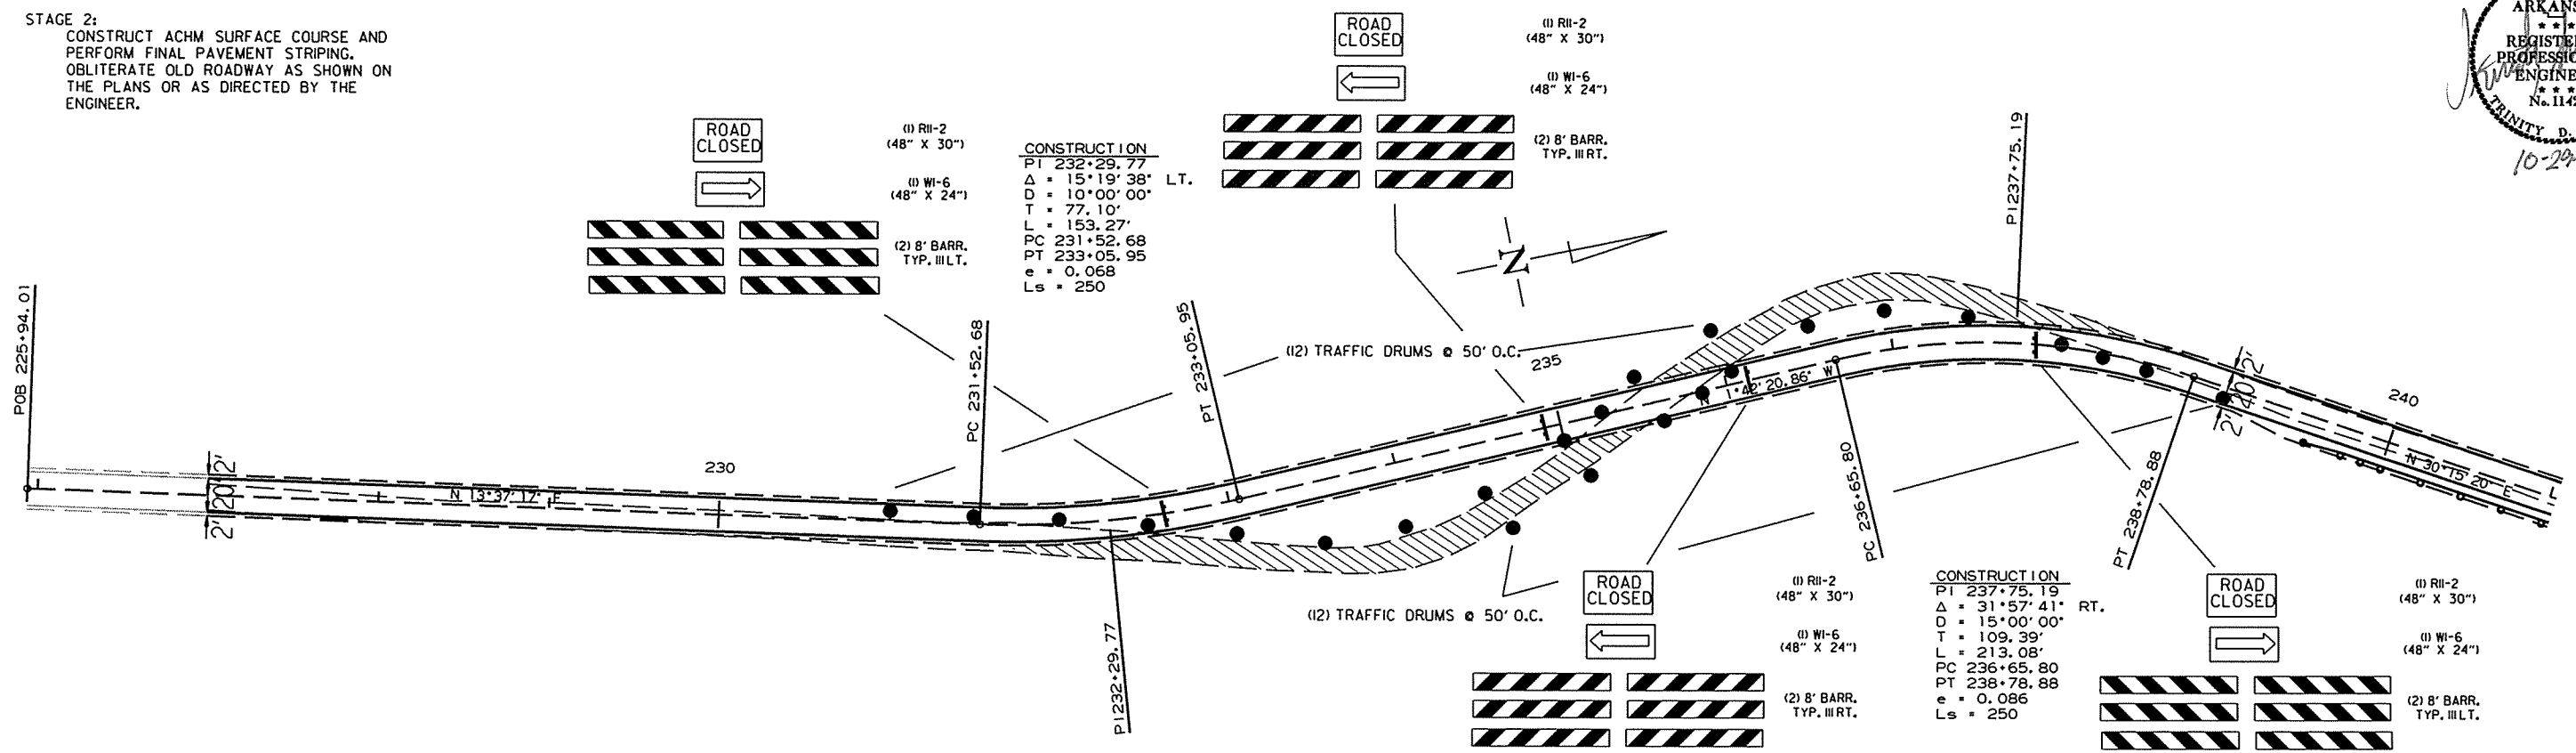 STAGE 2:
CONSTRUCT ACHM SURFACE COURSE AND
PERFORM FINAL PAVEMENT STRIPING.
OBLITERATE OLD ROADWAY AS SHOWN ON
THE PLANS OR AS DIRECTED BY THE
ENGINEER.
ROAD
CLOSED
(1) R11-2
(48" X 30")
(1) W1-6
(48" X 24")
(2) 8' BARR.
TYP. III RT.
REGISTE
PROFESSIO
ENGINE
TRINITY D.
ROAD
CLOSED
(1) R11-2
(48" X 30")
(1) W1-6
(48" X 24")
(2) 8' BARR.
TYP. III LT.
CONSTRUCTION
PI 232+29.77
Δ = 15°19'38" LT.
D = 10°00'00"
T = 77.10'
L = 153.27'
PC 231+52.68
PT 233+05.95
e = 0.068
Ls = 250
N
PI 237+75.19
POB 225+94.01
PC 231+52.68
PT 233+05.95
(12) TRAFFIC DRUMS @ 50' O.C.
235
N 1°42'20.86" W
2'
20'
2'
240
2'
20'
2'
N 13°37'17" E
230
N 30°15'20" E
PI 232+29.77
PC 236+65.80
PT 238+78.88
(12) TRAFFIC DRUMS @ 50' O.C.
ROAD
CLOSED
(1) R11-2
(48" X 30")
(1) W1-6
(48" X 24")
(2) 8' BARR.
TYP. III RT.
CONSTRUCTION
PI 237+75.19
Δ = 31°57'41" RT.
D = 15°00'00"
T = 109.39'
L = 213.08'
PC 236+65.80
PT 238+78.88
e = 0.086
Ls = 250
ROAD
CLOSED
(1) R11-2
(48" X 30")
(1) W1-6
(48" X 24")
(2) 8' BARR.
TYP. III LT.